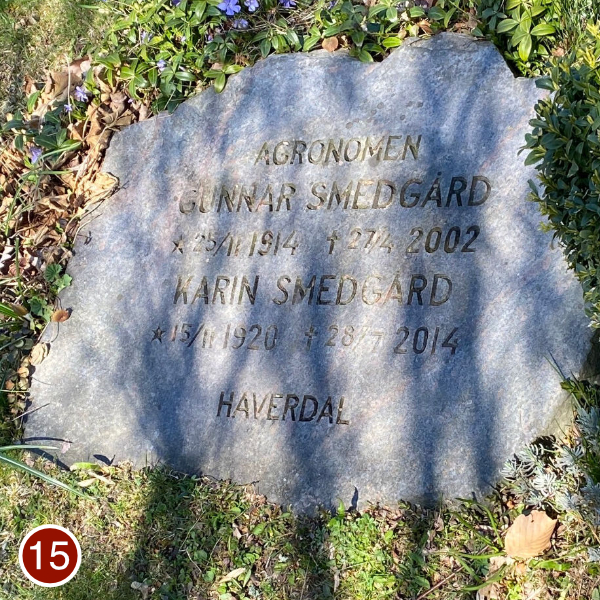 AGRONOMEN
GUNNAR SMEDGÅRD
* 25/11 1914 † 27/4 2002
KARIN SMEDGÅRD
* 15/11 1920 † 28/7 2014
HAVERDAL
15